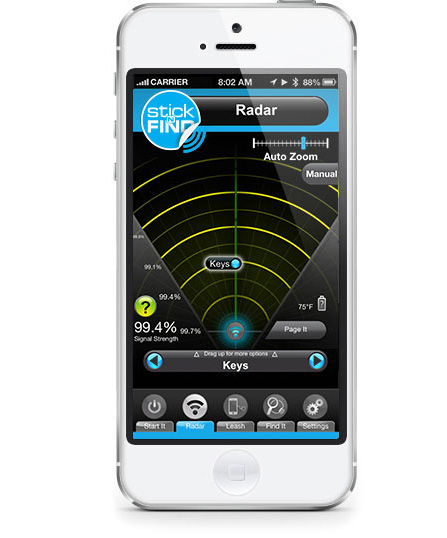 CARRIER 8:02 AM 88%
stick
N
FIND
Radar
Auto Zoom
Manual
99.1%
Keys
99.4%
?
75°F ?
99.4% 99.7%
Signal Strength
Page It
Drag up for more options
Keys
Start It Radar Leash Find It Settings